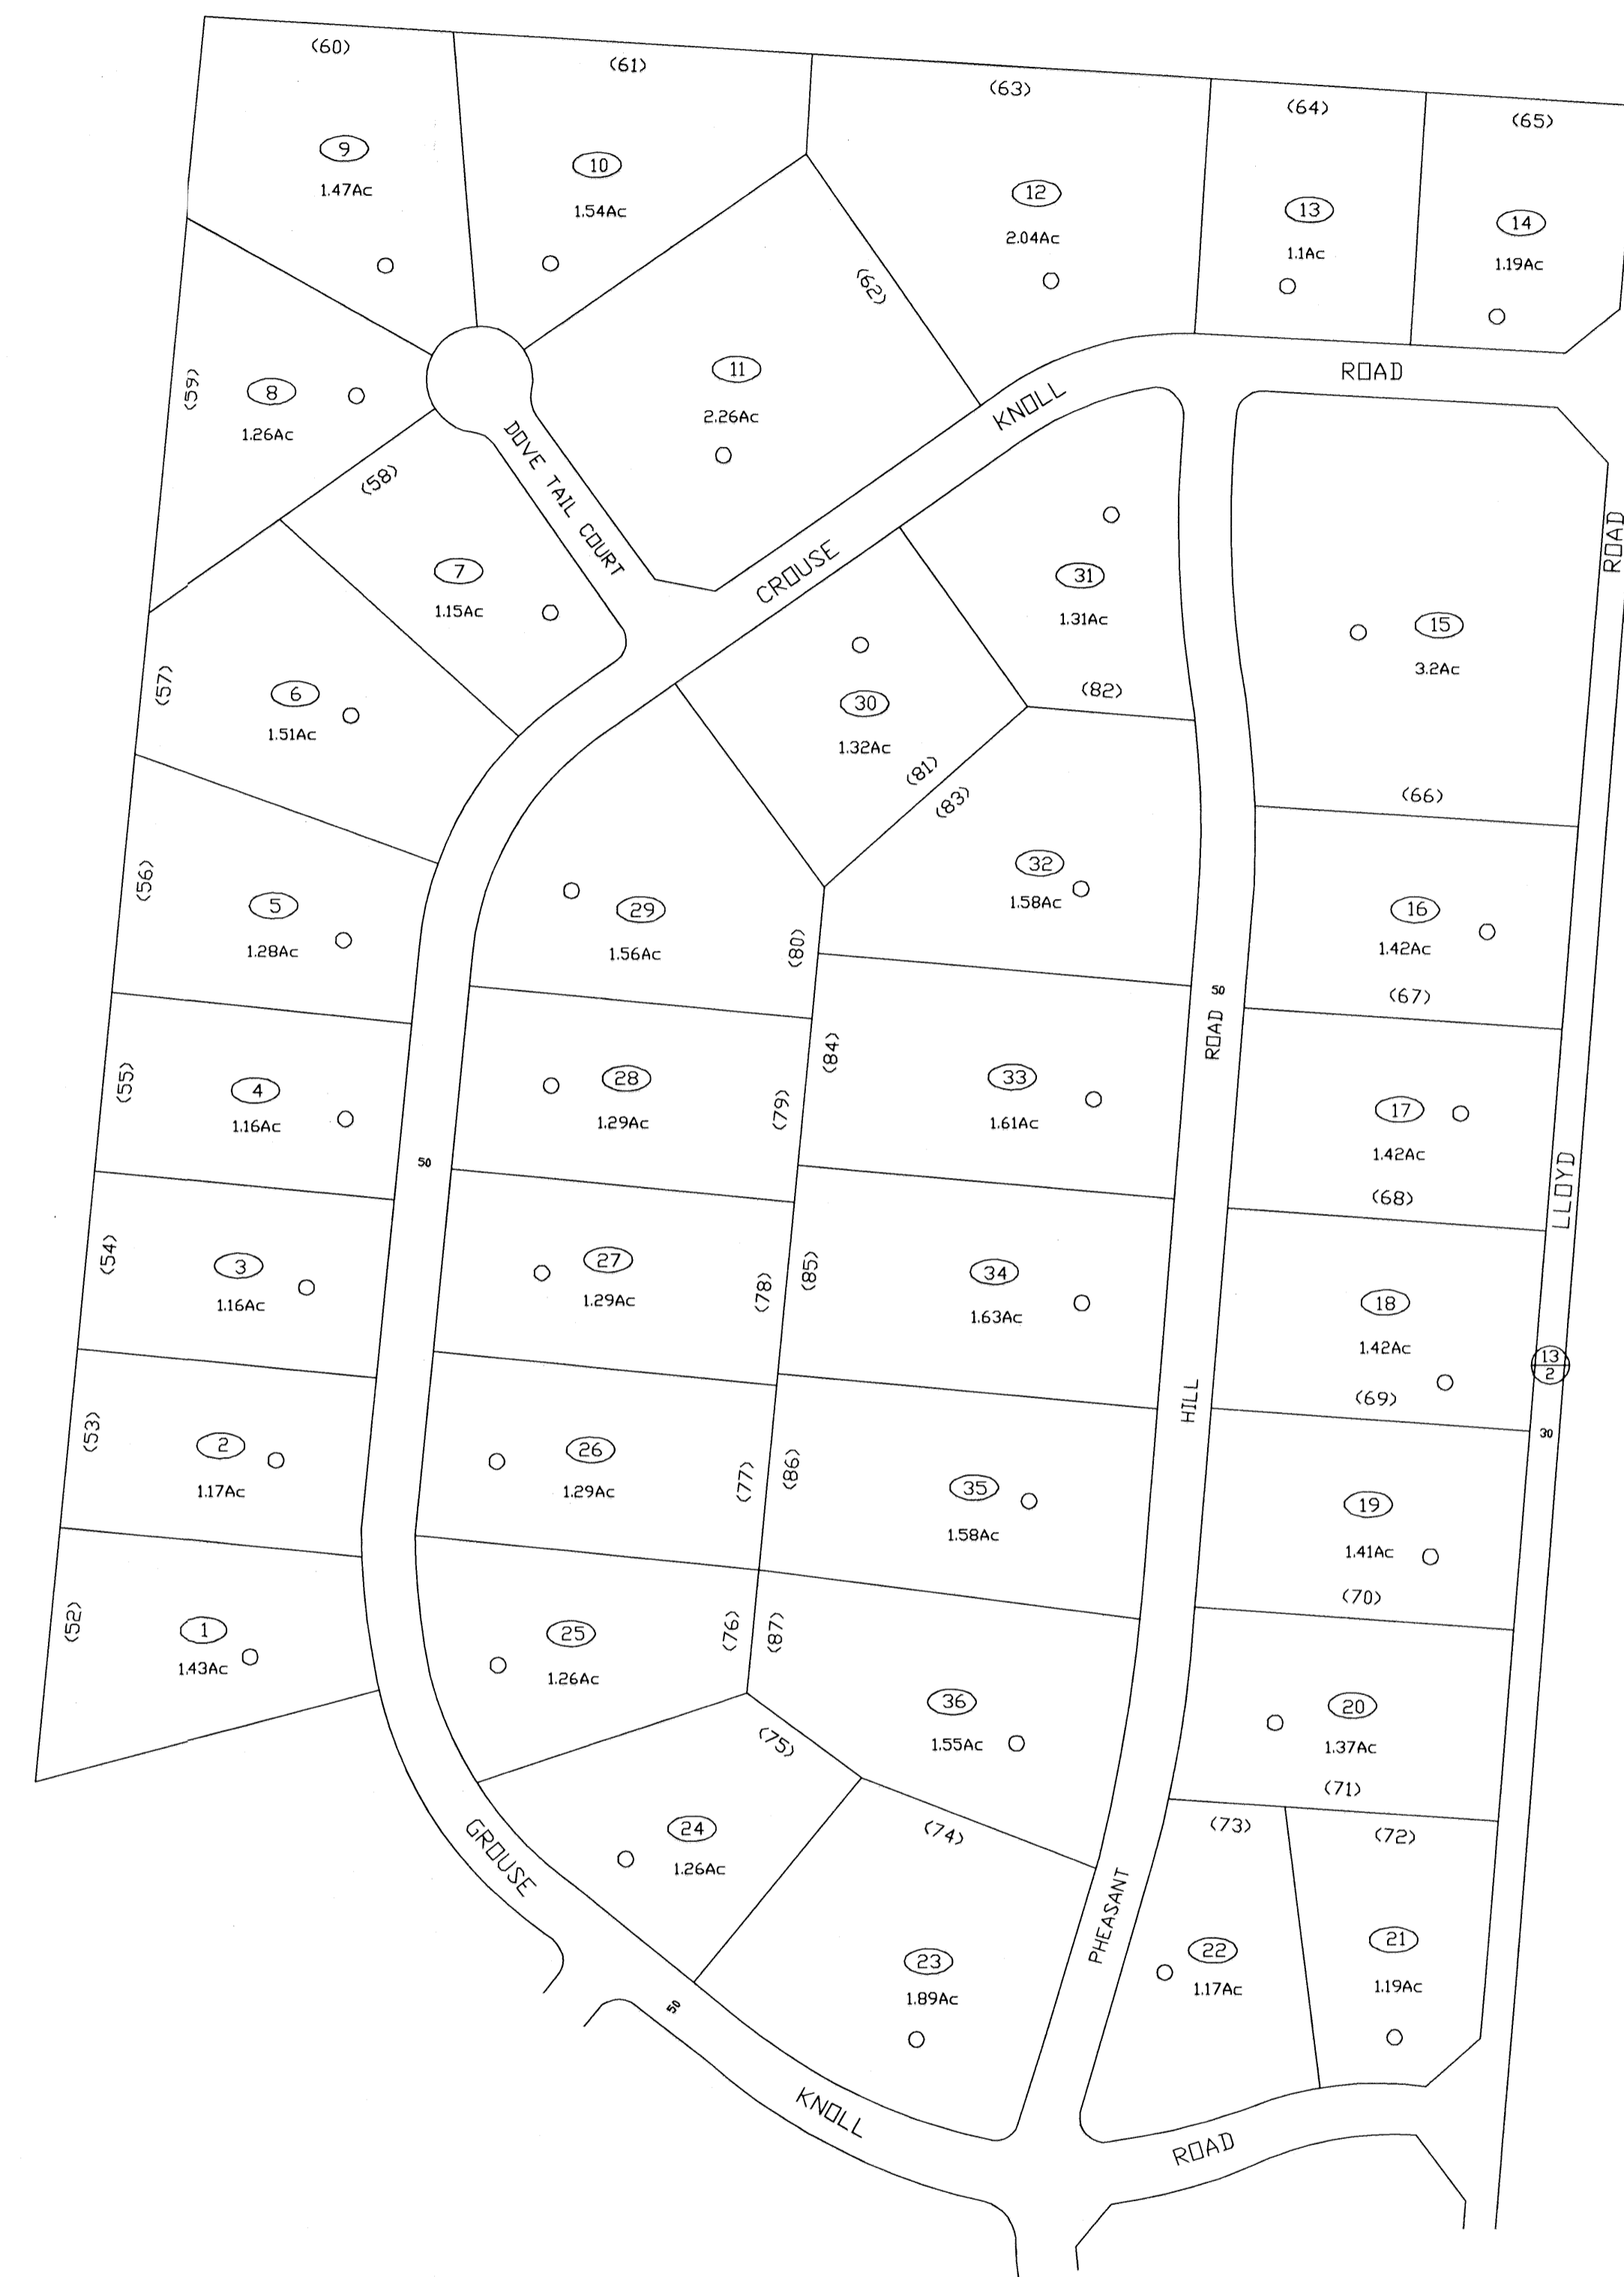 (60)
(61)
(63)
(64)
(65)
9
1.47Ac
10
1.54Ac
12
2.04Ac
13
1.1Ac
14
1.19Ac
(62)
(59)
8
1.26Ac
11
2.26Ac
KNOLL
ROAD
(58)
DOVE TAIL COURT
CROUSE
ROAD
7
1.15Ac
31
1.31Ac
15
3.2Ac
(57)
6
1.51Ac
30
1.32Ac
(82)
(81)
(83)
(66)
(56)
5
1.28Ac
29
1.56Ac
(80)
32
1.58Ac
16
1.42Ac
(67)
50
ROAD
(55)
4
1.16Ac
28
1.29Ac
(79)
(84)
33
1.61Ac
17
1.42Ac
(68)
LLOYD
50
(54)
3
1.16Ac
27
1.29Ac
(78)
(85)
34
1.63Ac
18
1.42Ac
(69)
13
2
30
HILL
(53)
2
1.17Ac
26
1.29Ac
(77)
(86)
35
1.58Ac
19
1.41Ac
(70)
(52)
1
1.43Ac
25
1.26Ac
(76)
(87)
36
1.55Ac
20
1.37Ac
(71)
(75)
(74)
(73)
(72)
GROUSE
24
1.26Ac
PHEASANT
23
1.89Ac
22
1.17Ac
21
1.19Ac
50
KNOLL
ROAD